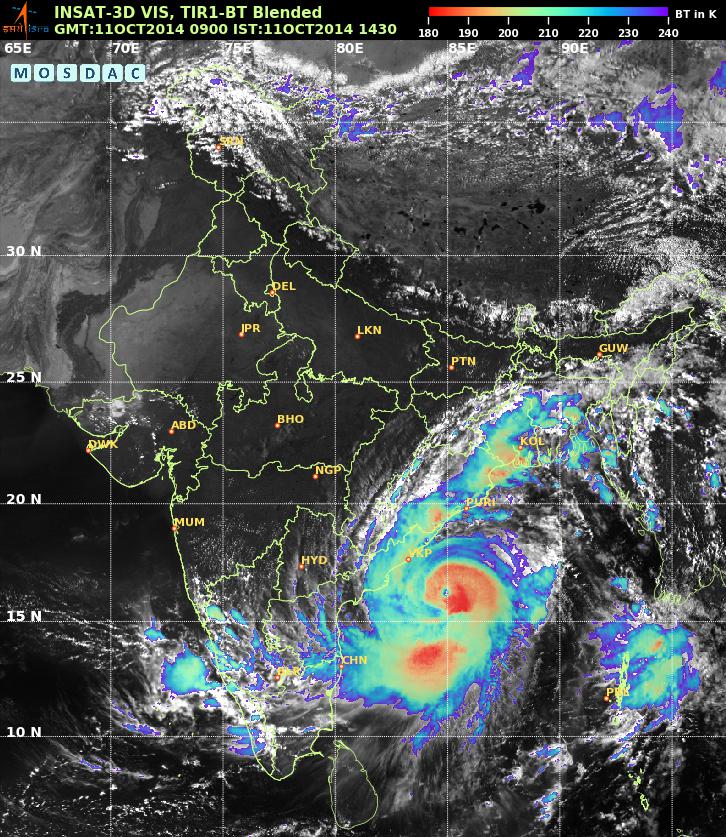 INSAT-3D VIS, TIR1-BT Blended
GMT:11OCT2014 0900 IST:11OCT2014 1430
BT in K
180 190 200 210 220 230 240
65E 70E 75E 80E 85E 90E
M O S D A C
30 N
DEL
JPR
LKN
PTN
GUW
25 N
ABD
BHO
DWK
KOL
NGP
20 N
PURI
MUM
VKP
HYD
15 N
CHN
10 N